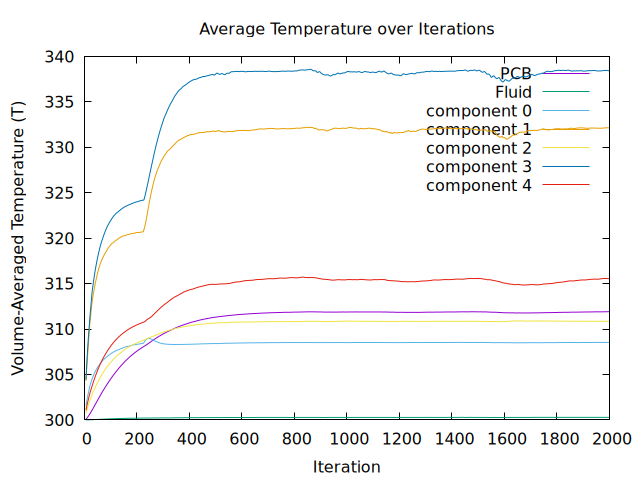 Average Temperature over Iterations
Volume-Averaged Temperature (T)
340
335
330
325
320
315
310
305
300
PCB
Fluid
component 0
component 1
component 2
component 3
component 4
0 200 400 600 800 1000 1200 1400 1600 1800 2000
Iteration